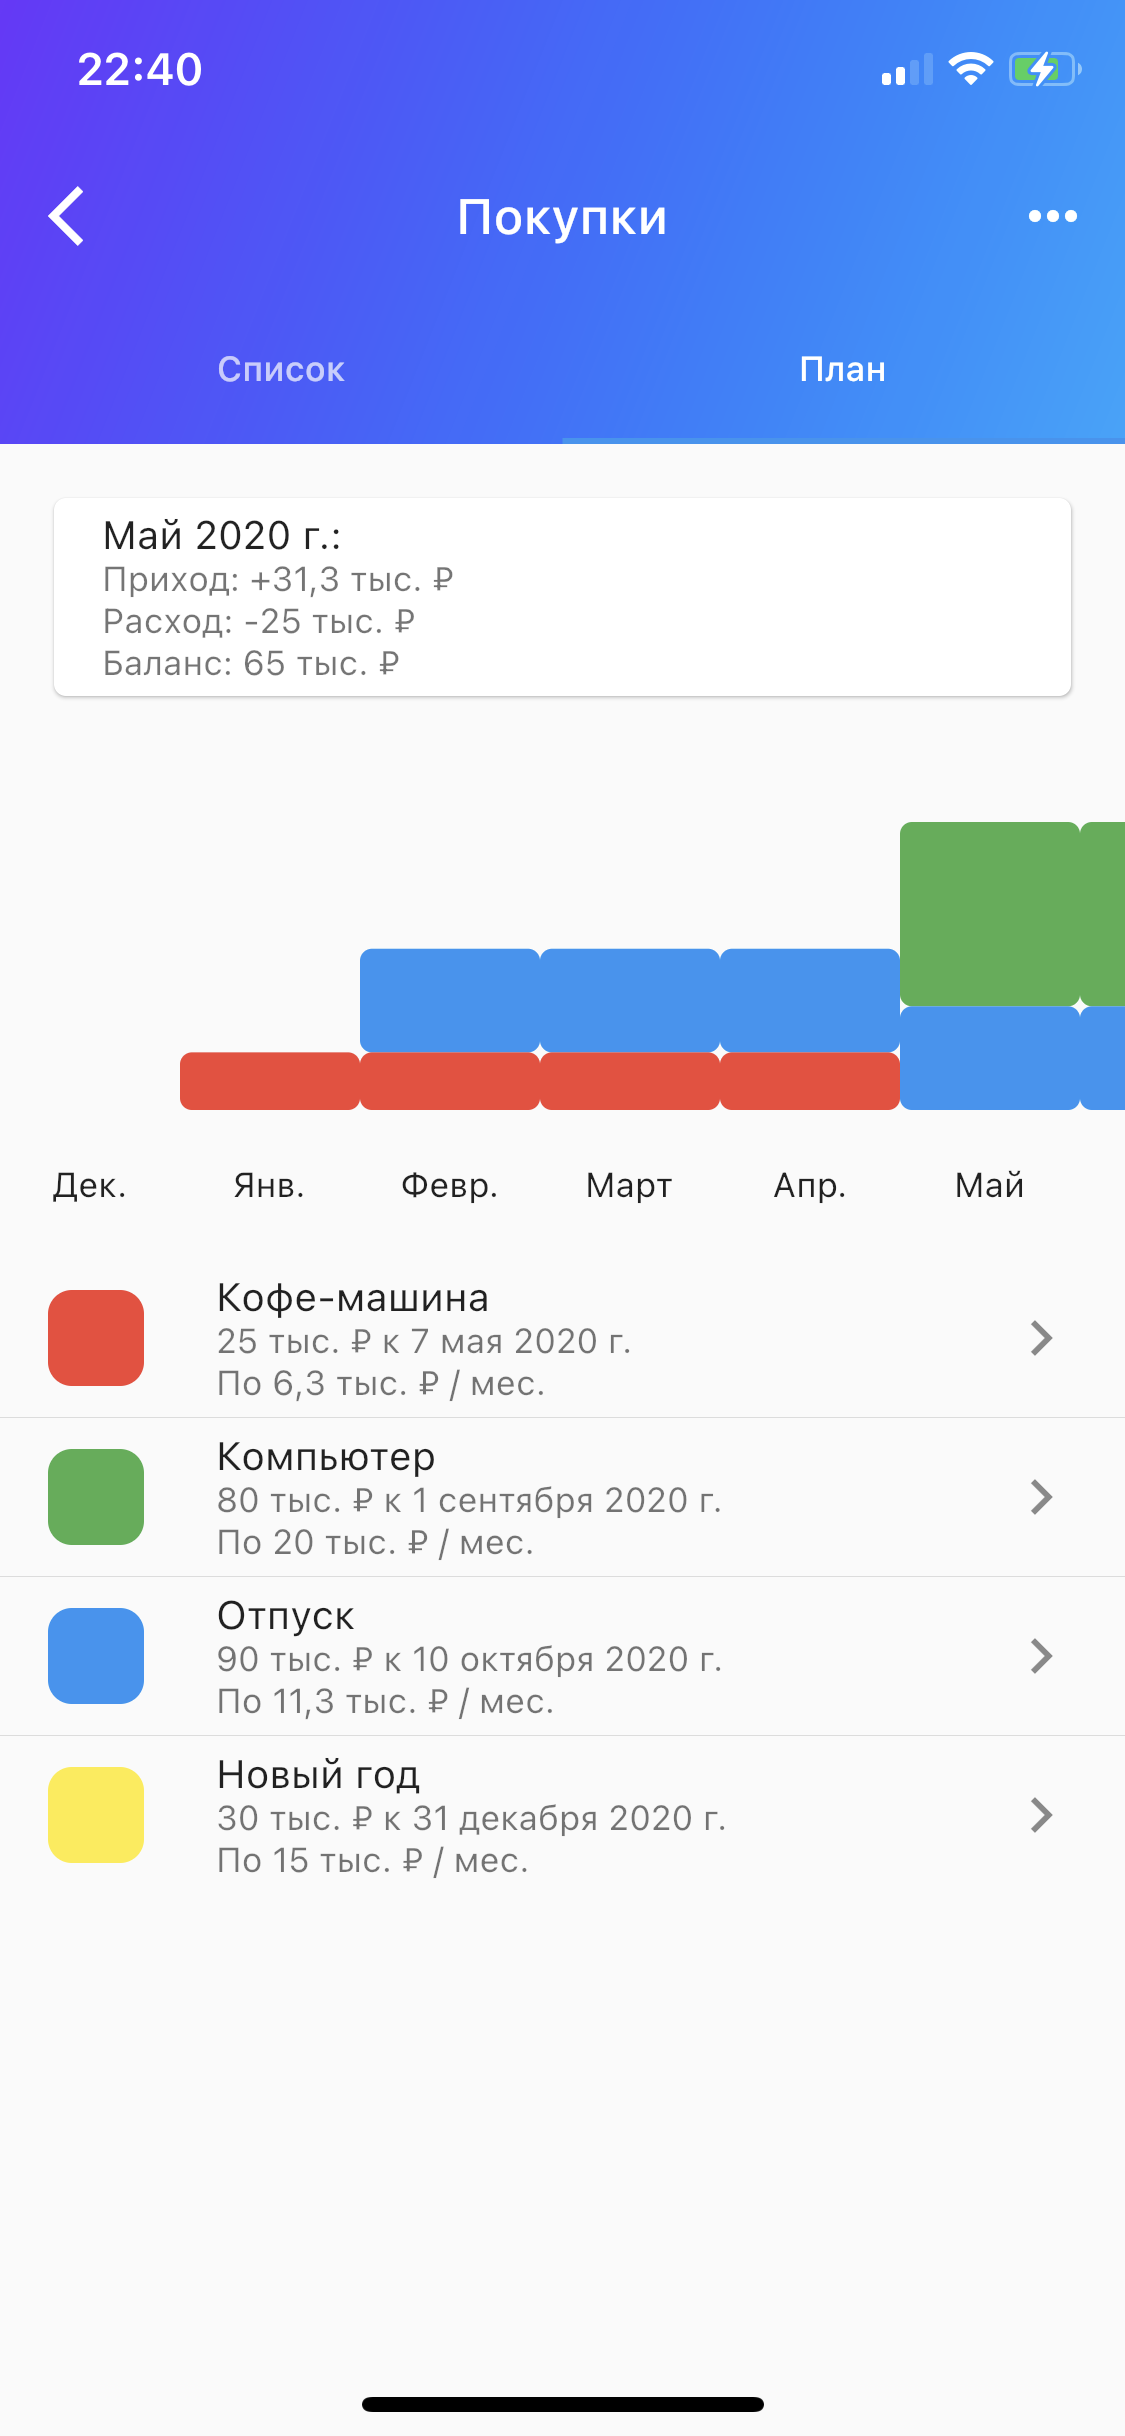 22:40
Покупки
Список
План
Май 2020 г.:
Приход: +31,3 тыс. ₽
Расход: -25 тыс. ₽
Баланс: 65 тыс. ₽
Дек. Янв. Февр. Март Апр. Май
Кофе-машина
25 тыс. ₽ к 7 мая 2020 г.
По 6,3 тыс. ₽ / мес.
Компьютер
80 тыс. ₽ к 1 сентября 2020 г.
По 20 тыс. ₽ / мес.
Отпуск
90 тыс. ₽ к 10 октября 2020 г.
По 11,3 тыс. ₽ / мес.
Новый год
30 тыс. ₽ к 31 декабря 2020 г.
По 15 тыс. ₽ / мес.